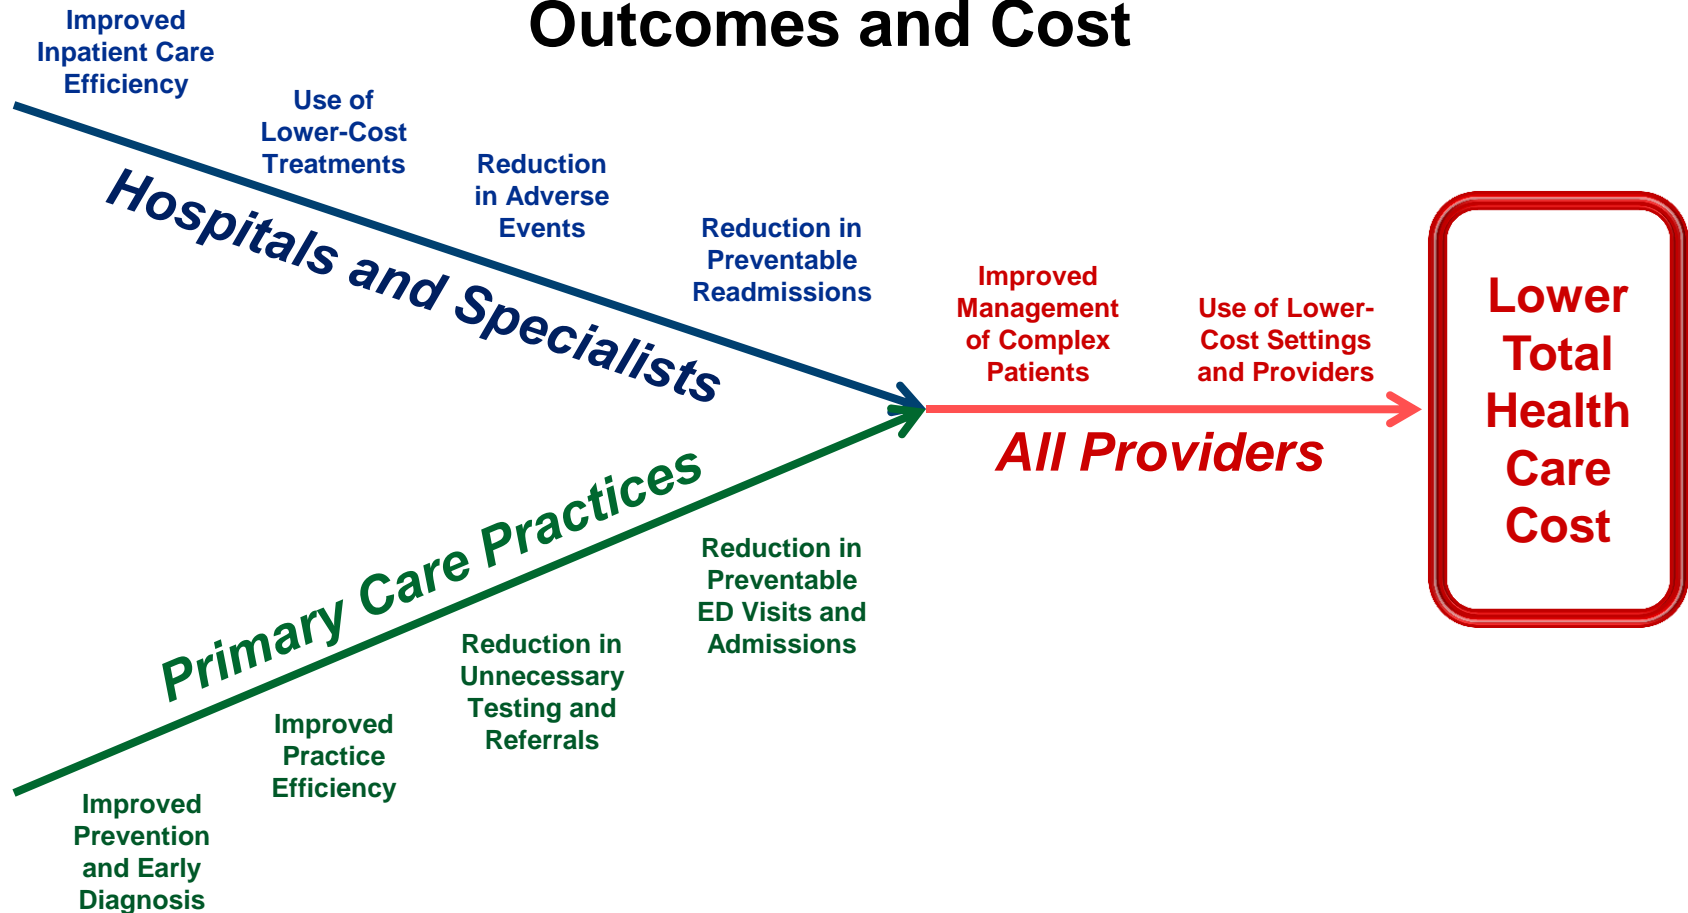 Outcomes and Cost
Improved
Inpatient Care
Efficiency
Use of
Lower-Cost
Treatments
Reduction
in Adverse
Events
Reduction in
Preventable
Readmissions
Hospitals and Specialists
Improved
Management
of Complex
Patients
Use of Lower-
Cost Settings
and Providers
All Providers
Lower
Total
Health
Care
Cost
Primary Care Practices
Improved
Prevention
and Early
Diagnosis
Improved
Practice
Efficiency
Reduction in
Unnecessary
Testing and
Referrals
Reduction in
Preventable
ED Visits and
Admissions